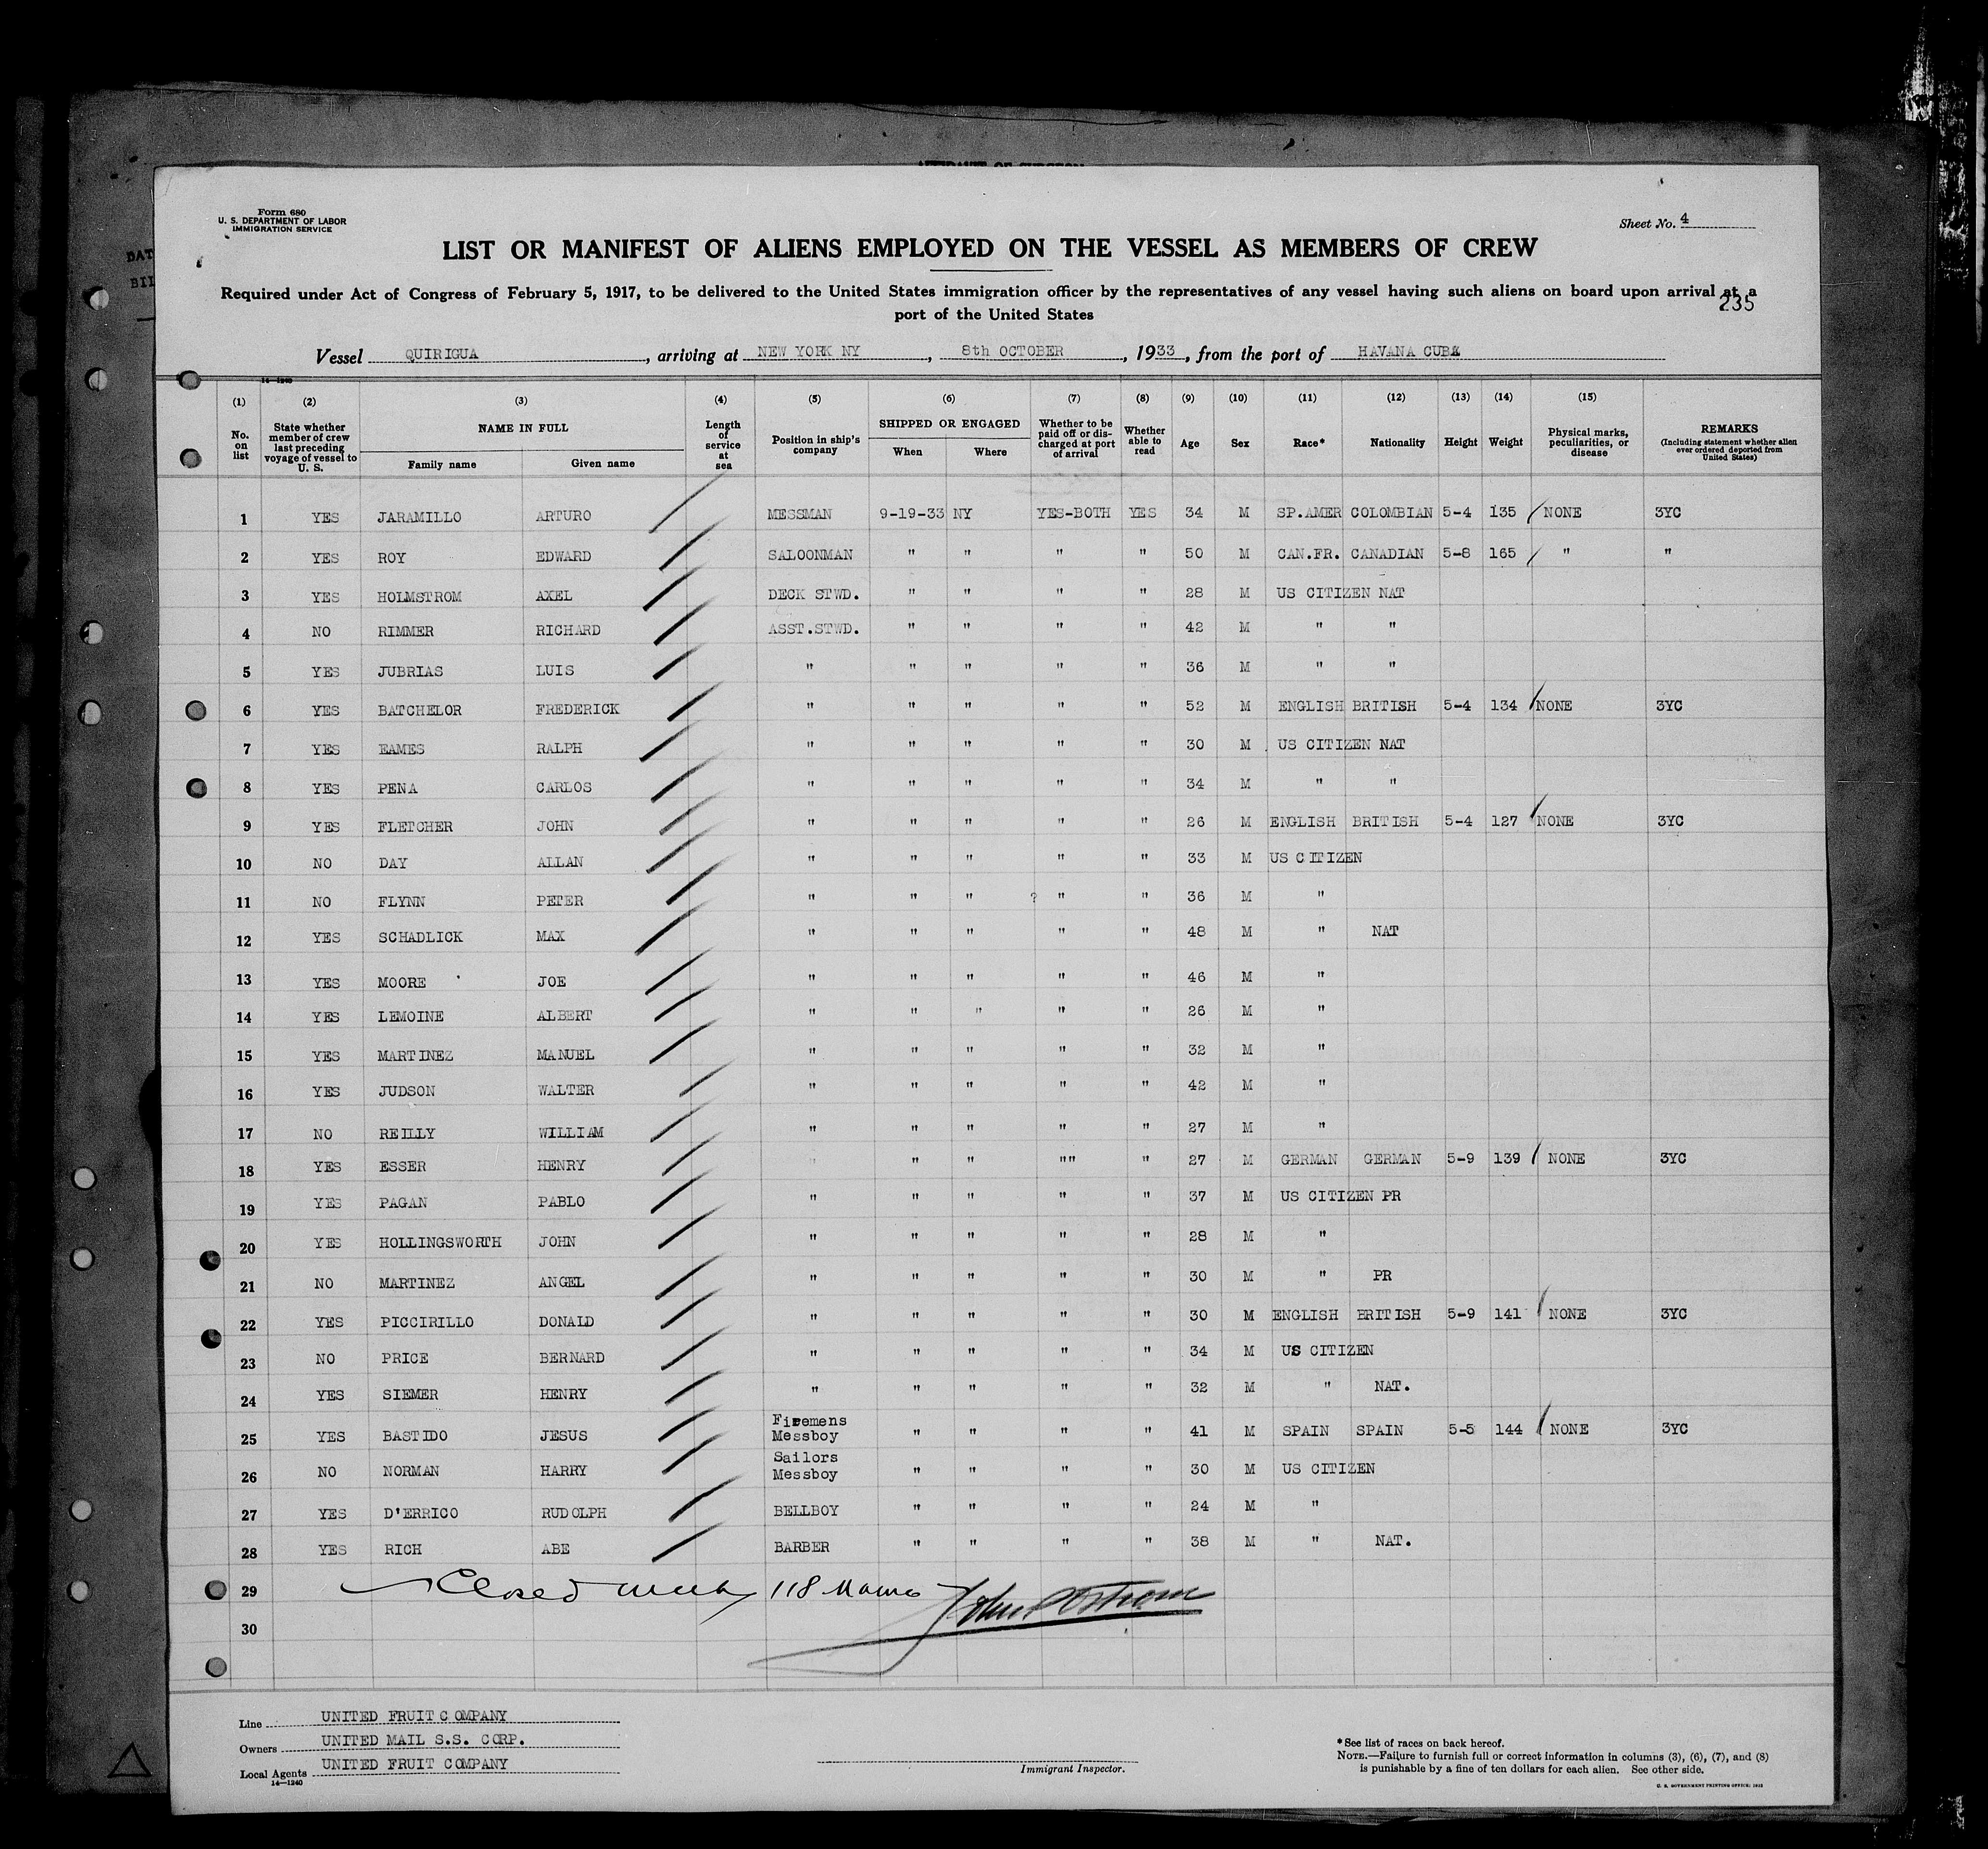 AFFIDAVIT OF SURGEON
Form 680
U. S. DEPARTMENT OF LABOR
IMMIGRATION SERVICE
Sheet No. 4
LIST OR MANIFEST OF ALIENS EMPLOYED ON THE VESSEL AS MEMBERS OF CREW
Required under Act of Congress of February 5, 1917, to be delivered to the United States immigration officer by the representatives of any vessel having such aliens on board upon arrival at a
port of the United States
235
Vessel QUIRIGUA, arriving at NEW YORK NY, 8th OCTOBER, 1933, from the port of HAVANA CUBA
14—1240
(1) No. on list
(2) State whether member of crew last preceding voyage of vessel to U. S.
(3) NAME IN FULL
Family name Given name
(4) Length of service at sea
(5) Position in ship's company
(6) SHIPPED OR ENGAGED
When Where
(7) Whether to be paid off or discharged at port of arrival
(8) Whether able to read
(9) Age
(10) Sex
(11) Race*
(12) Nationality
(13) Height
(14) Weight
(15) Physical marks, peculiarities, or disease
REMARKS
(Including statement whether alien ever ordered deported from United States)
1 YES JARAMILLO ARTURO MESSMAN 9-19-33 NY YES-BOTH YES 34 M SP.AMER COLOMBIAN 5-4 135 NONE 3YC
2 YES ROY EDWARD SALOONMAN " " " " 50 M CAN.FR. CANADIAN 5-8 165 " "
3 YES HOLMSTROM AXEL DECK STWD. " " " " 28 M US CITIZEN NAT
4 NO RIMMER RICHARD ASST.STWD. " " " " 42 M " "
5 YES JUBRIAS LUIS " " " " " 36 M " "
6 YES BATCHELOR FREDERICK " " " " " 52 M ENGLISH BRITISH 5-4 134 NONE 3YC
7 YES EAMES RALPH " " " " " 30 M US CITIZEN NAT
8 YES PENA CARLOS " " " " " 34 M " "
9 YES FLETCHER JOHN " " " " " 26 M ENGLISH BRITISH 5-4 127 NONE 3YC
10 NO DAY ALLAN " " " " " 33 M US CITIZEN
11 NO FLYNN PETER " " " ? " " 36 M "
12 YES SCHADLICK MAX " " " " " 48 M " NAT
13 YES MOORE JOE " " " " " 46 M "
14 YES LEMOINE ALBERT " " " " " 26 M "
15 YES MARTINEZ MANUEL " " " " " 32 M "
16 YES JUDSON WALTER " " " " " 42 M "
17 NO REILLY WILLIAM " " " " " 27 M "
18 YES ESSER HENRY " " " "" " 27 M GERMAN GERMAN 5-9 139 NONE 3YC
19 YES PAGAN PABLO " " " " " 37 M US CITIZEN PR
20 YES HOLLINGSWORTH JOHN " " " " " 28 M "
21 NO MARTINEZ ANGEL " " " " " 30 M " PR
22 YES PICCIRILLO DONALD " " " " " 30 M ENGLISH BRITISH 5-9 141 NONE 3YC
23 NO PRICE BERNARD " " " " " 34 M US CITIZEN
24 YES SIEMER HENRY " " " " " 32 M " NAT.
25 YES BASTIDO JESUS Firemens Messboy " " " " 41 M SPAIN SPAIN 5-5 144 NONE 3YC
26 NO NORMAN HARRY Sailors Messboy " " " " 30 M US CITIZEN
27 YES D'ERRICO RUDOLPH BELLBOY " " " " 24 M "
28 YES RICH ABE BARBER " " " " 38 M " NAT.
29 Closed with 118 Names
30
Line UNITED FRUIT COMPANY
Owners UNITED MAIL S.S. CORP.
Local Agents UNITED FRUIT COMPANY
14—1240
Immigrant Inspector.
*See list of races on back hereof.
NOTE.—Failure to furnish full or correct information in columns (3), (6), (7), and (8)
is punishable by a fine of ten dollars for each alien. See other side.